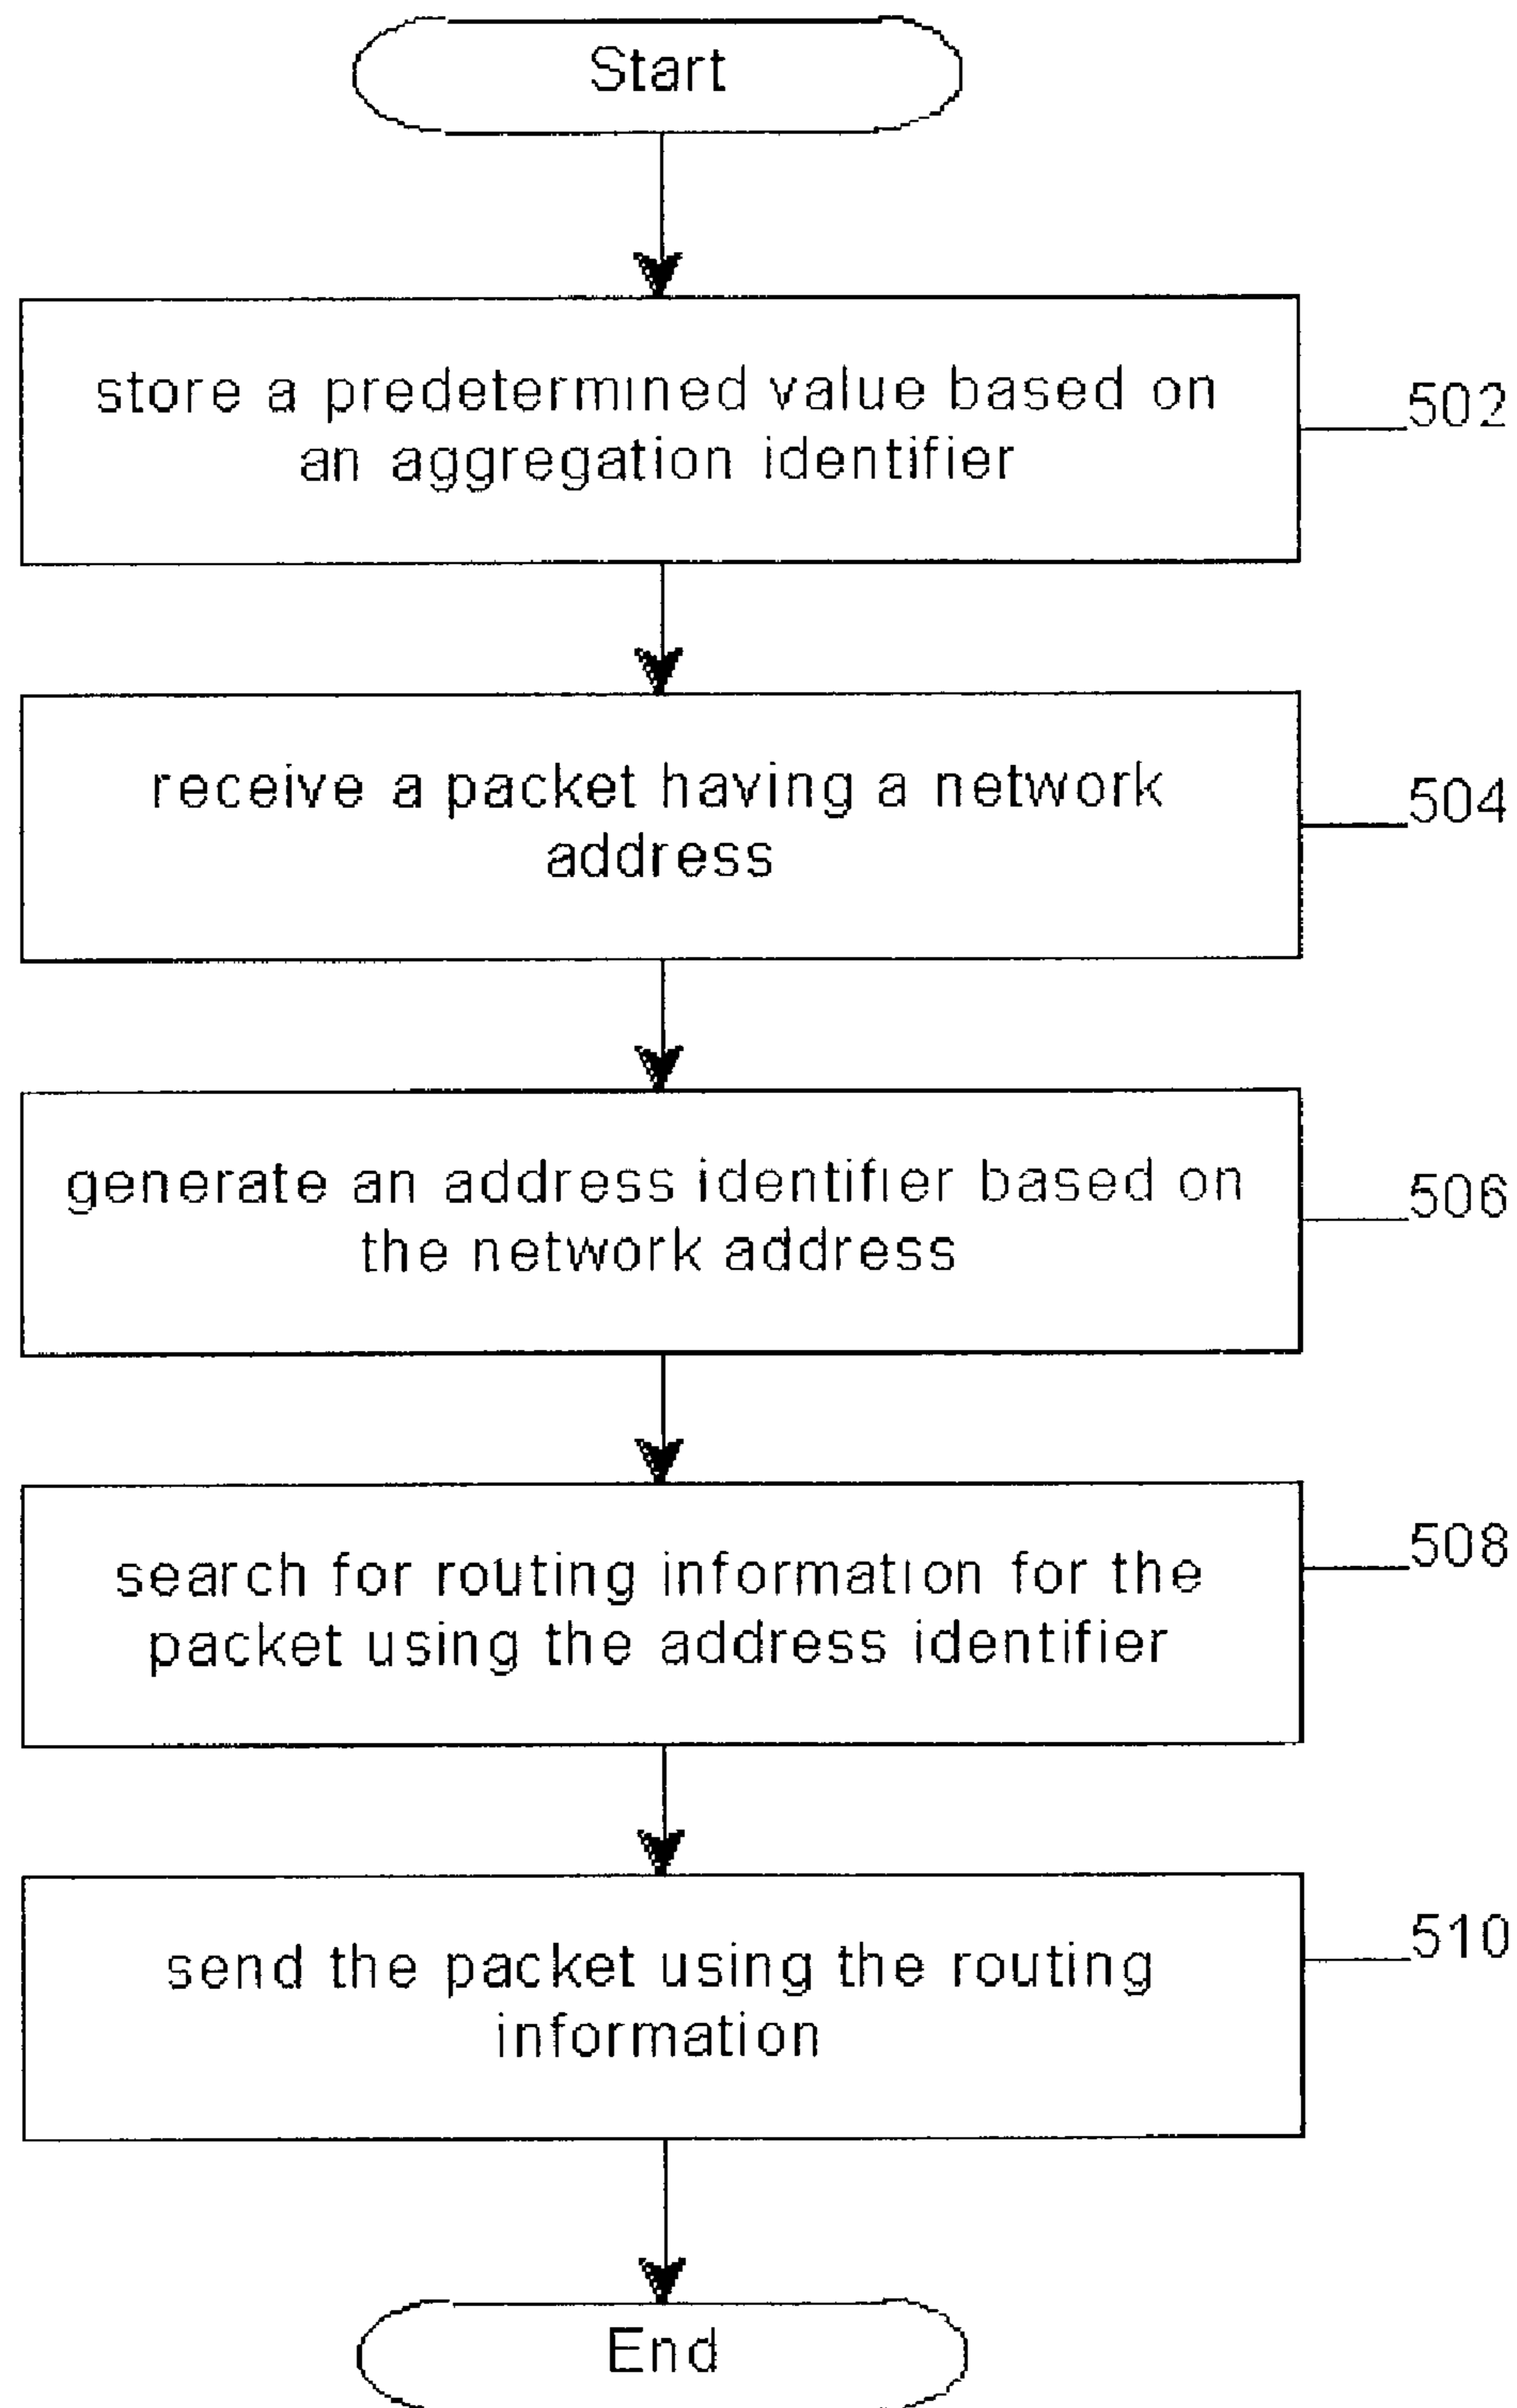 Start
store a predetermined value based on
an aggregation identifier
502
receive a packet having a network
address
504
generate an address identifier based on
the network address
506
search for routing information for the
packet using the address identifier
508
send the packet using the routing
information
510
End